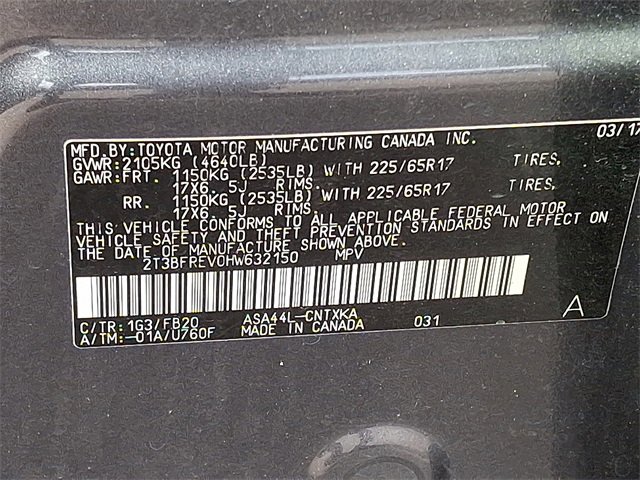 MFD.BY:TOYOTA MOTOR MANUFACTURING CANADA INC. 03/17
GVWR:2105KG (4640LB)
GAWR:FRT. 1150KG (2535LB) WITH 225/65R17 TIRES,
17X6.5J RIMS,
RR. 1150KG (2535LB) WITH 225/65R17 TIRES,
17X6.5J RIMS,
THIS VEHICLE CONFORMS TO ALL APPLICABLE FEDERAL MOTOR
VEHICLE SAFETY AND THEFT PREVENTION STANDARDS IN EFFECT ON
THE DATE OF MANUFACTURE SHOWN ABOVE.
2T3BFREV0HW632150 MPV
C/TR:1G3/FB20 ASA44L-CNTXKA A
A/TM:-01A/U760F MADE IN CANADA 031